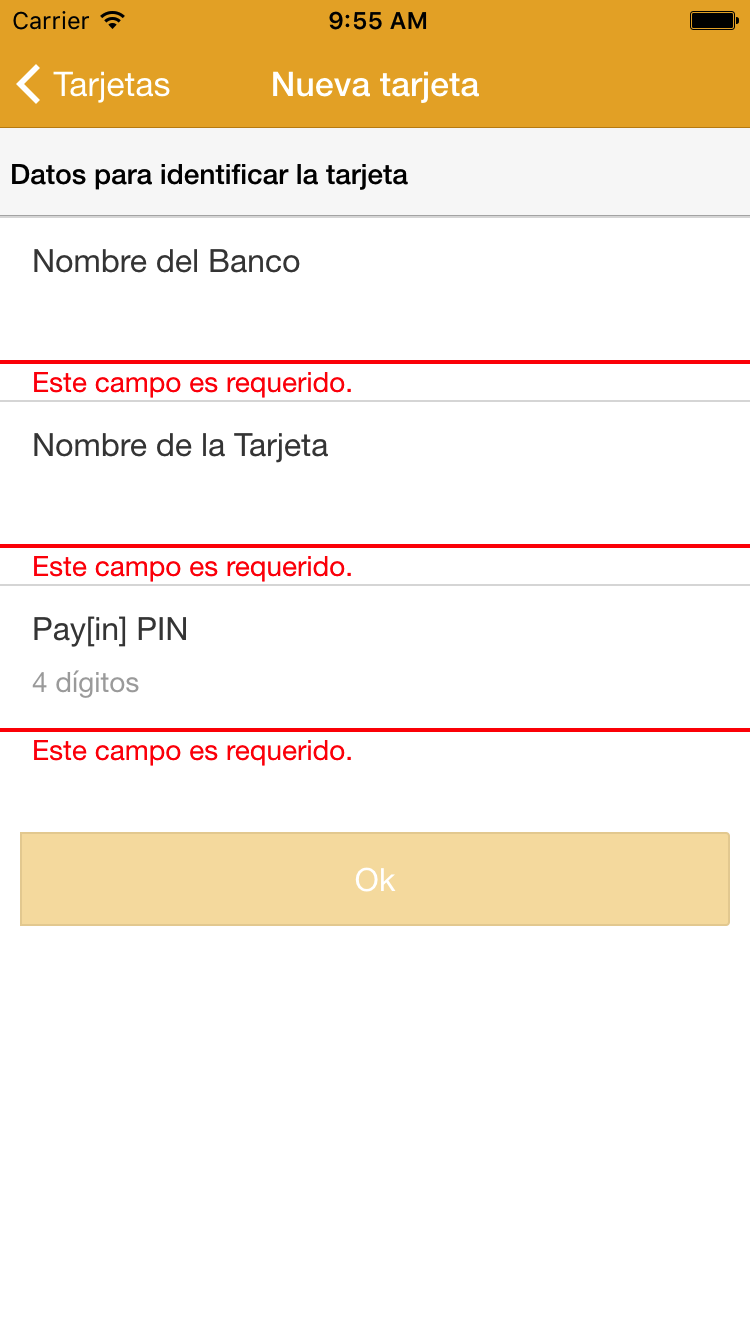 Carrier 9:55 AM
Tarjetas Nueva tarjeta
Datos para identificar la tarjeta
Nombre del Banco
Este campo es requerido.
Nombre de la Tarjeta
Este campo es requerido.
Pay[in] PIN
4 dígitos
Este campo es requerido.
Ok